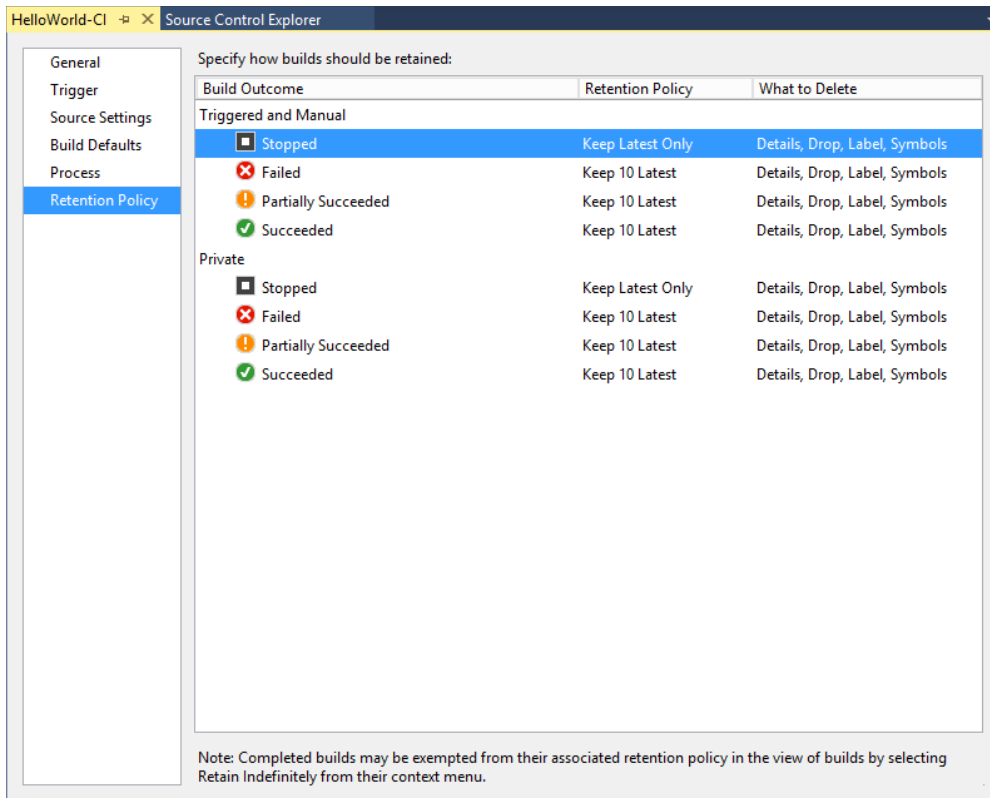 HelloWorld-CI Source Control Explorer
General
Trigger
Source Settings
Build Defaults
Process
Retention Policy
Specify how builds should be retained:
Build Outcome Retention Policy What to Delete
Triggered and Manual
Stopped Keep Latest Only Details, Drop, Label, Symbols
Failed Keep 10 Latest Details, Drop, Label, Symbols
Partially Succeeded Keep 10 Latest Details, Drop, Label, Symbols
Succeeded Keep 10 Latest Details, Drop, Label, Symbols
Private
Stopped Keep Latest Only Details, Drop, Label, Symbols
Failed Keep 10 Latest Details, Drop, Label, Symbols
Partially Succeeded Keep 10 Latest Details, Drop, Label, Symbols
Succeeded Keep 10 Latest Details, Drop, Label, Symbols
Note: Completed builds may be exempted from their associated retention policy in the view of builds by selecting
Retain Indefinitely from their context menu.